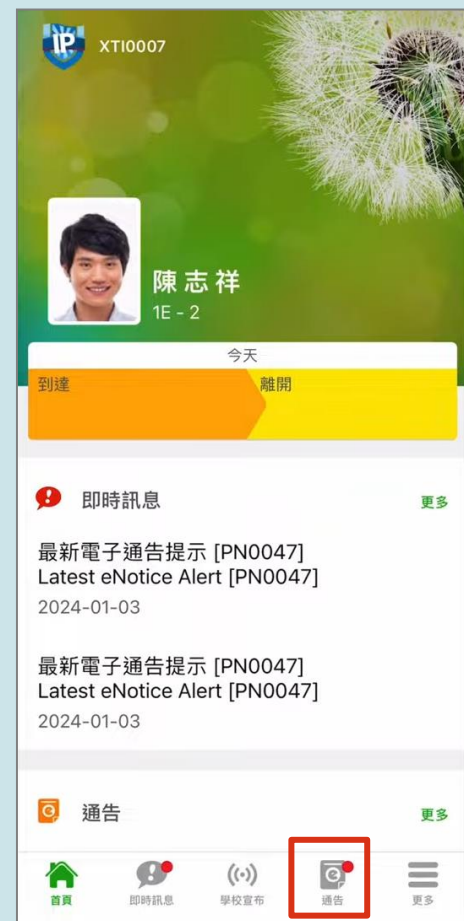 IP XTI0007
陳志祥
1E - 2
今天
到達 離開
即時訊息 更多
最新電子通告提示 [PN0047]
Latest eNotice Alert [PN0047]
2024-01-03
最新電子通告提示 [PN0047]
Latest eNotice Alert [PN0047]
2024-01-03
通告 更多
首頁 即時訊息 學校宣布 通告 更多